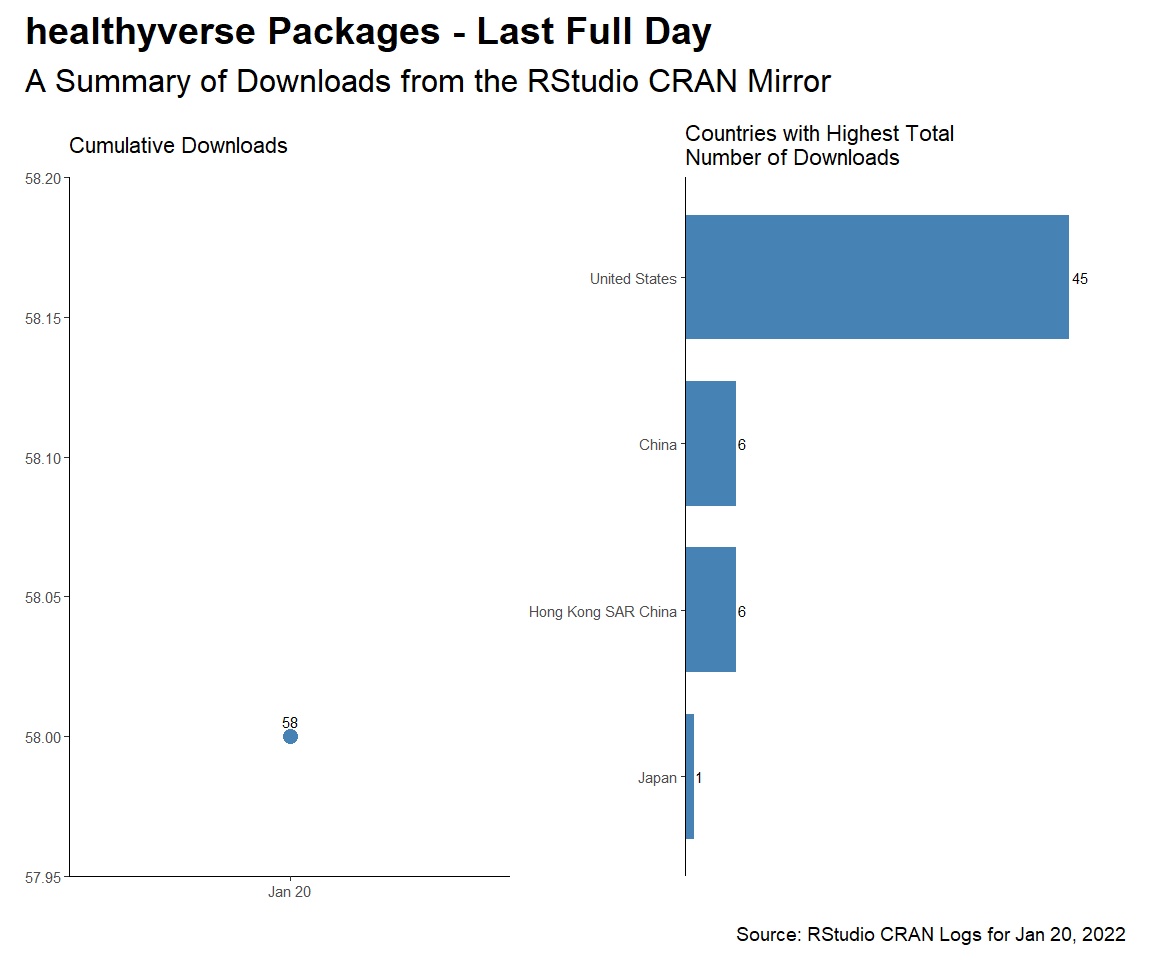 healthyverse Packages - Last Full Day
A Summary of Downloads from the RStudio CRAN Mirror
Cumulative Downloads
58.20
58.15
58.10
58.05
58.00
57.95
58
Jan 20
Countries with Highest Total
Number of Downloads
United States
45
China
6
Hong Kong SAR China
6
Japan
1
Source: RStudio CRAN Logs for Jan 20, 2022